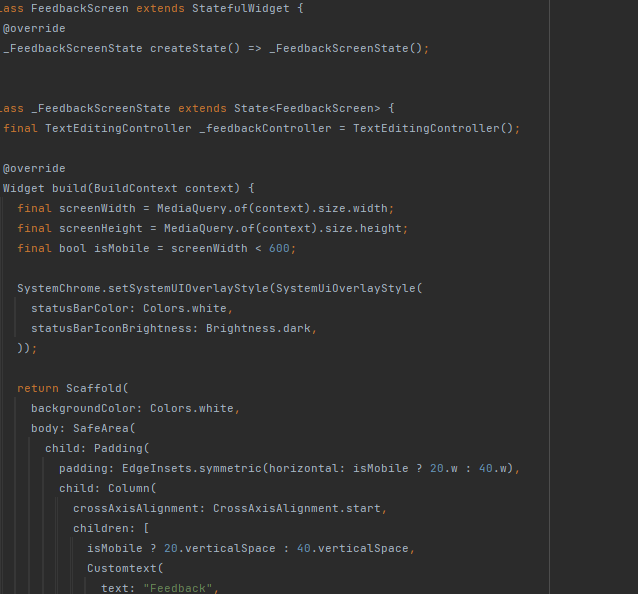 lass FeedbackScreen extends StatefulWidget {
@override
_FeedbackScreenState createState() => _FeedbackScreenState();
lass _FeedbackScreenState extends State<FeedbackScreen> {
final TextEditingController _feedbackController = TextEditingController();
@override
Widget build(BuildContext context) {
final screenWidth = MediaQuery.of(context).size.width;
final screenHeight = MediaQuery.of(context).size.height;
final bool isMobile = screenWidth < 600;
SystemChrome.setSystemUIOverlayStyle(SystemUiOverlayStyle(
statusBarColor: Colors.white,
statusBarIconBrightness: Brightness.dark,
));
return Scaffold(
backgroundColor: Colors.white,
body: SafeArea(
child: Padding(
padding: EdgeInsets.symmetric(horizontal: isMobile ? 20.w : 40.w),
child: Column(
crossAxisAlignment: CrossAxisAlignment.start,
children: [
isMobile ? 20.verticalSpace : 40.verticalSpace,
Customtext(
text: "Feedback",